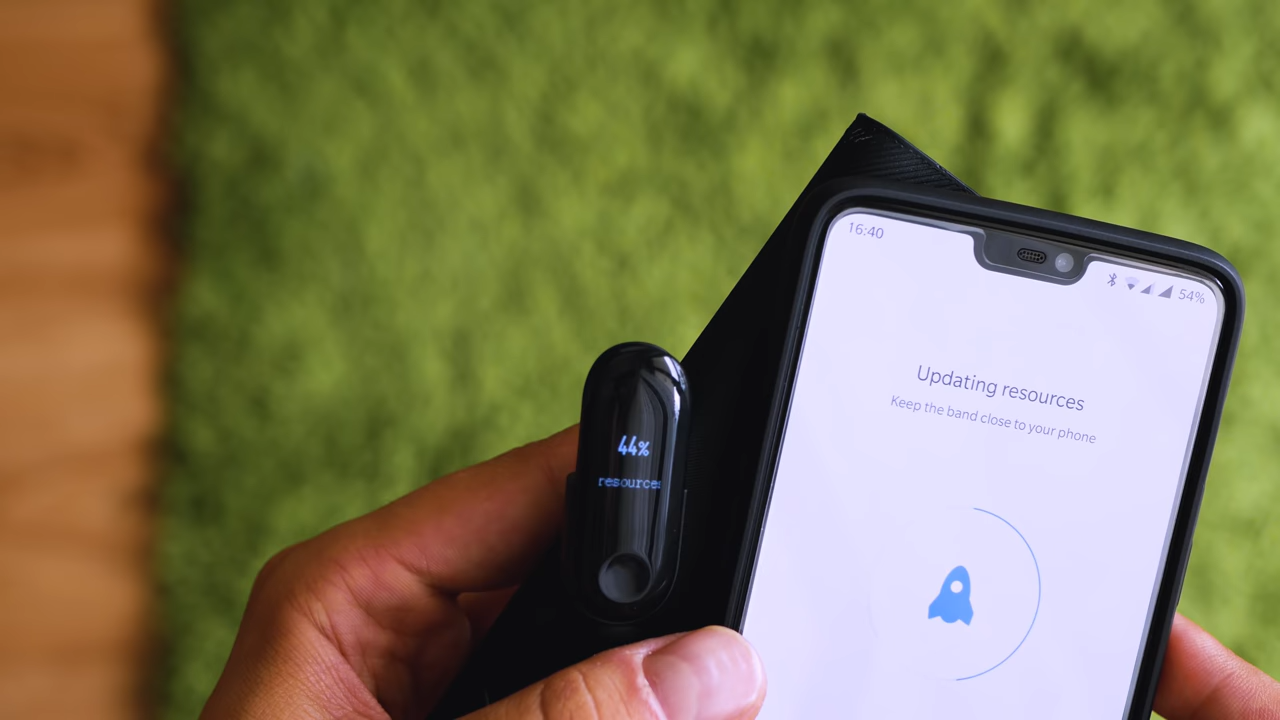 16:40
54%
Updating resources
Keep the band close to your phone
44%
resources